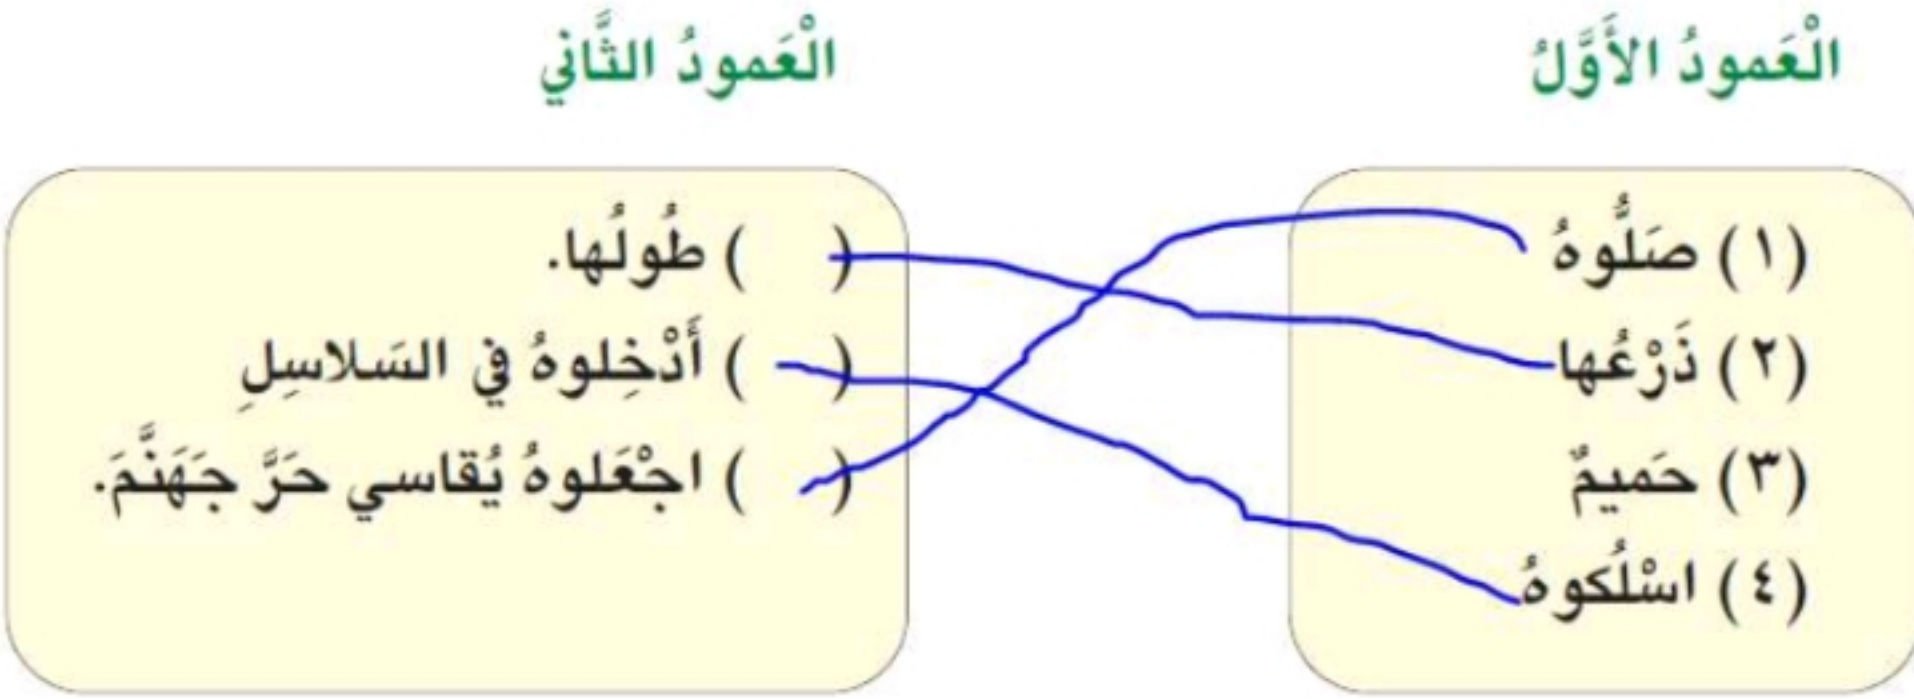 الْعَمودُ الأَوَّلُ
(١) صَلُّوهُ
(٢) ذَرْعُها
(٣) حَميمٌ
(٤) اسْلُكوهُ
الْعَمودُ الثَّاني
( ) طُولُها.
( ) أَدْخِلوهُ في السَلاسِلِ
( ) اجْعَلوهُ يُقاسي حَرَّ جَهَنَّمَ.